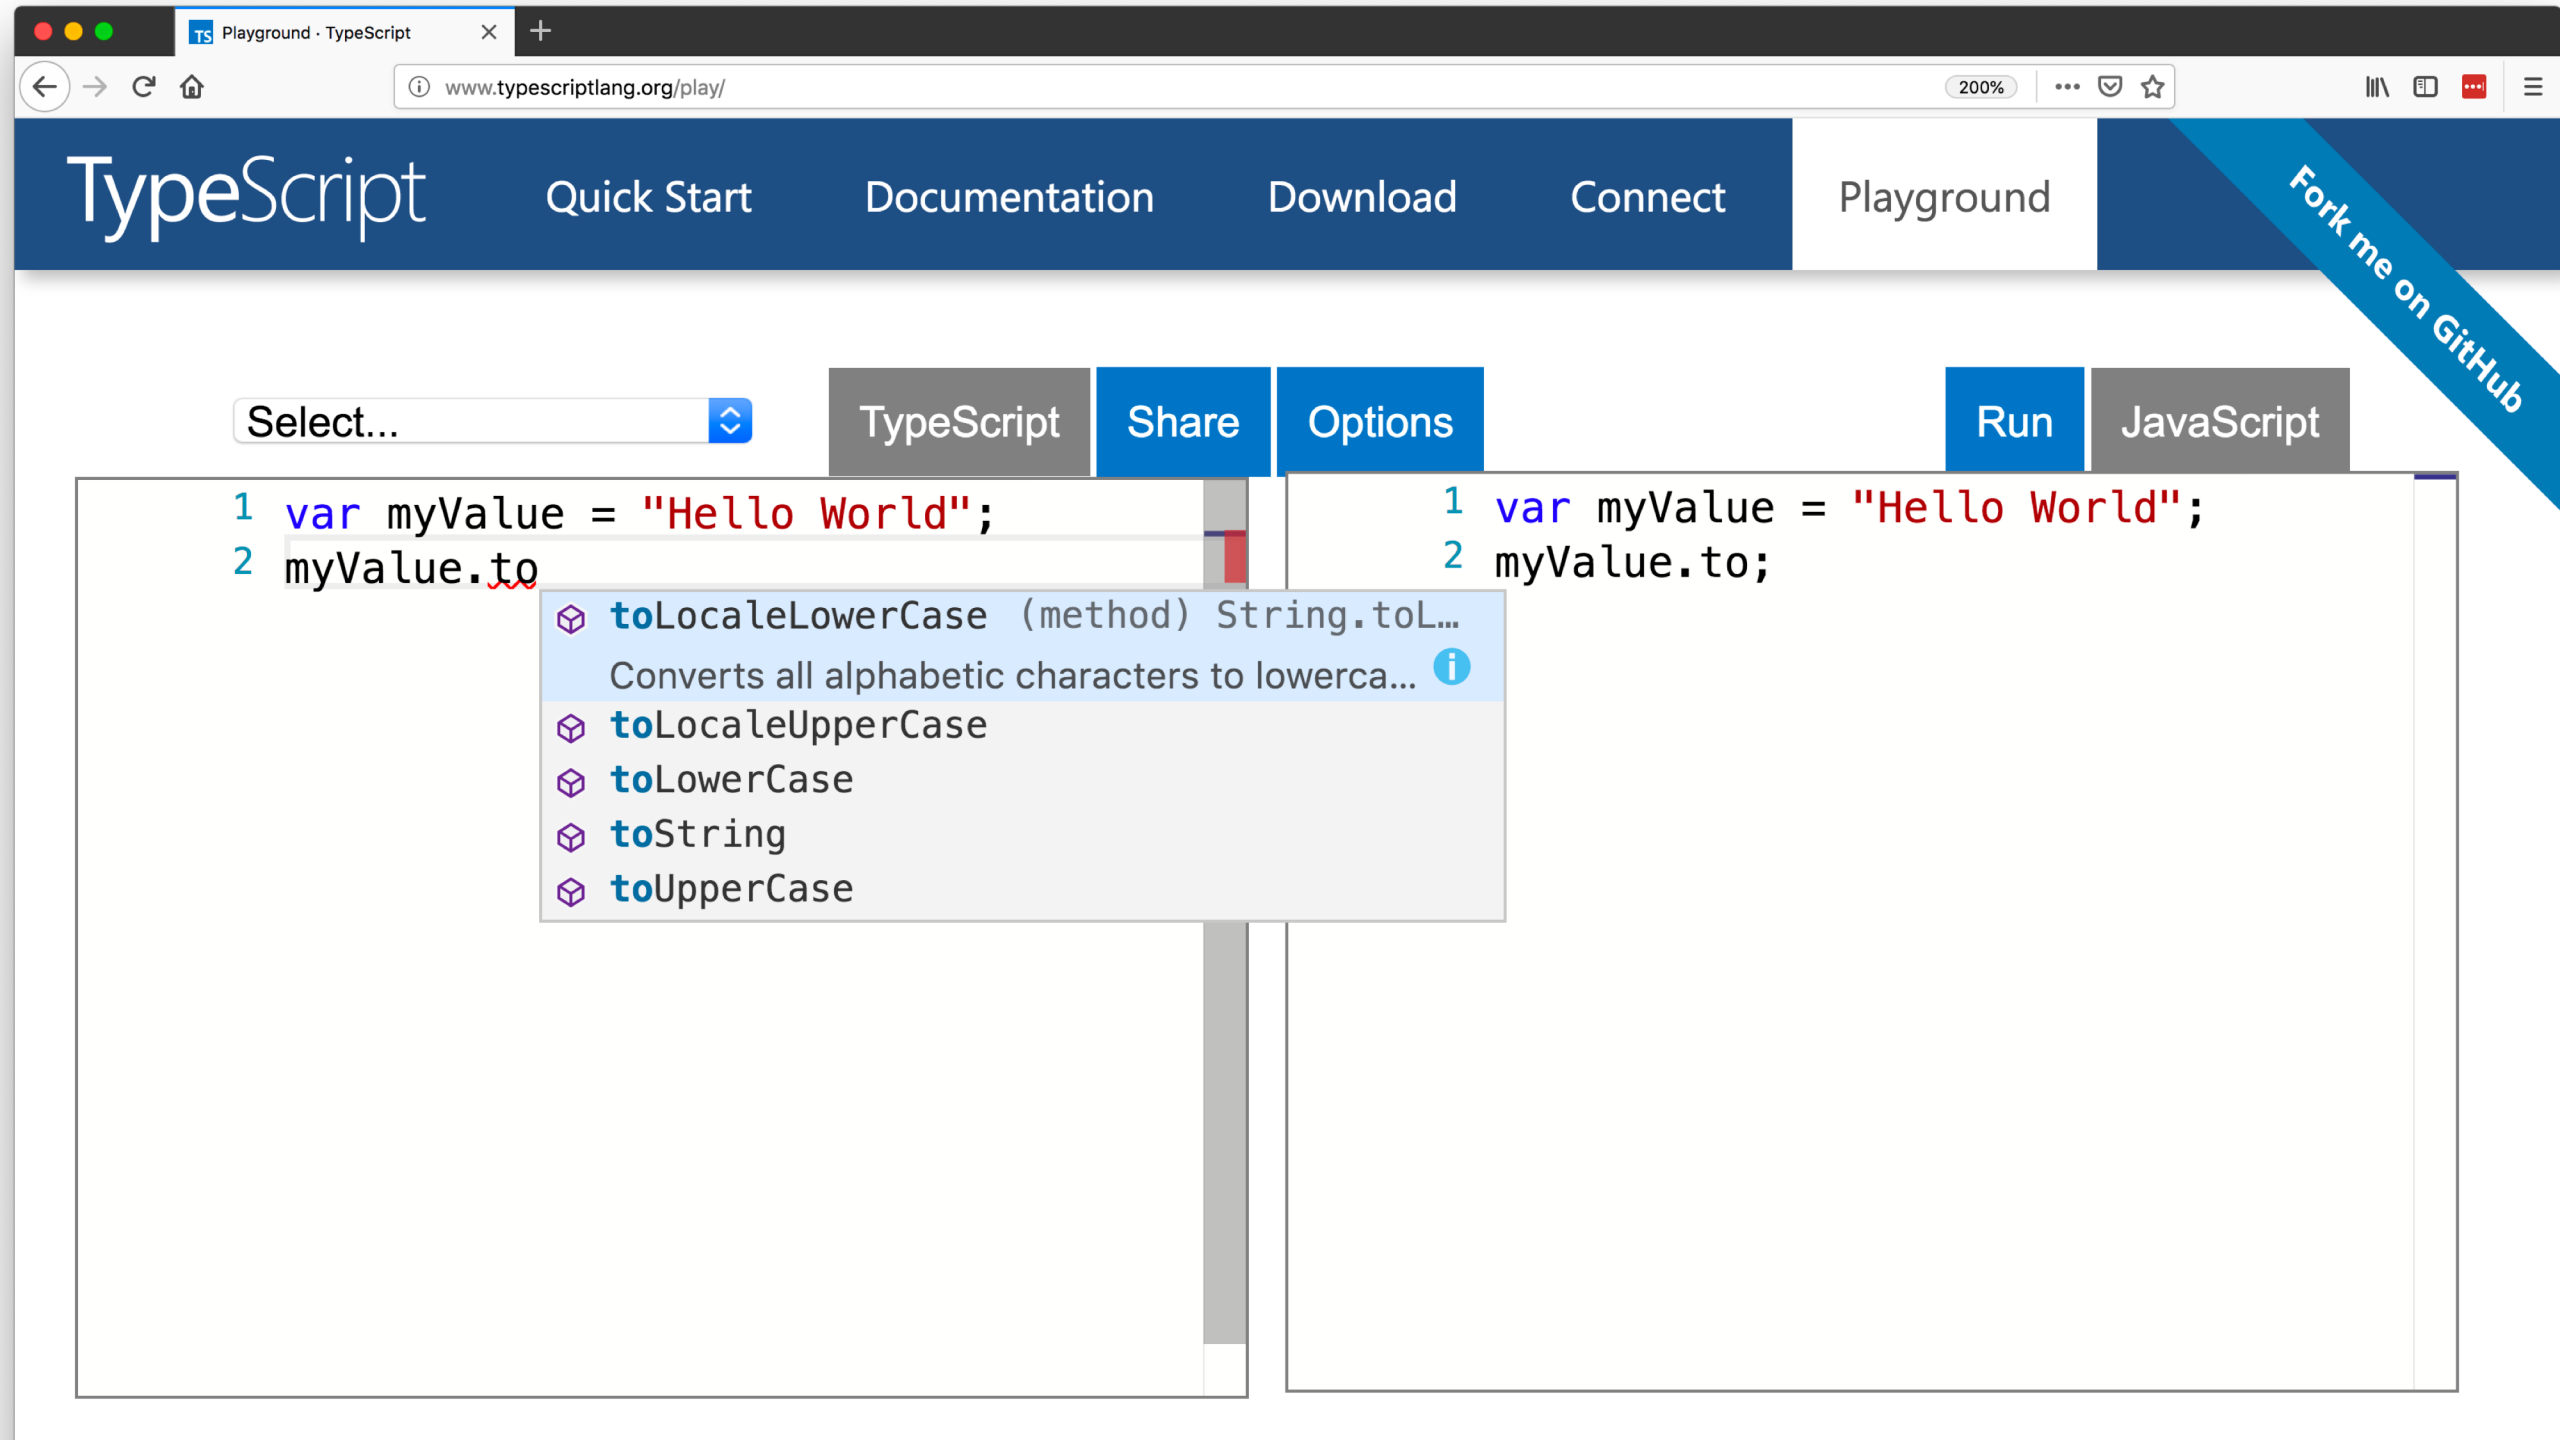 TS Playground · TypeScript
www.typescriptlang.org/play/
200%
TypeScript
Quick Start
Documentation
Download
Connect
Playground
Fork me on GitHub
Select...
TypeScript
Share
Options
Run
JavaScript
1 var myValue = "Hello World";
2 myValue.to
toLocaleLowerCase (method) String.toL…
Converts all alphabetic characters to lowerca...
toLocaleUpperCase
toLowerCase
toString
toUpperCase
1 var myValue = "Hello World";
2 myValue.to;